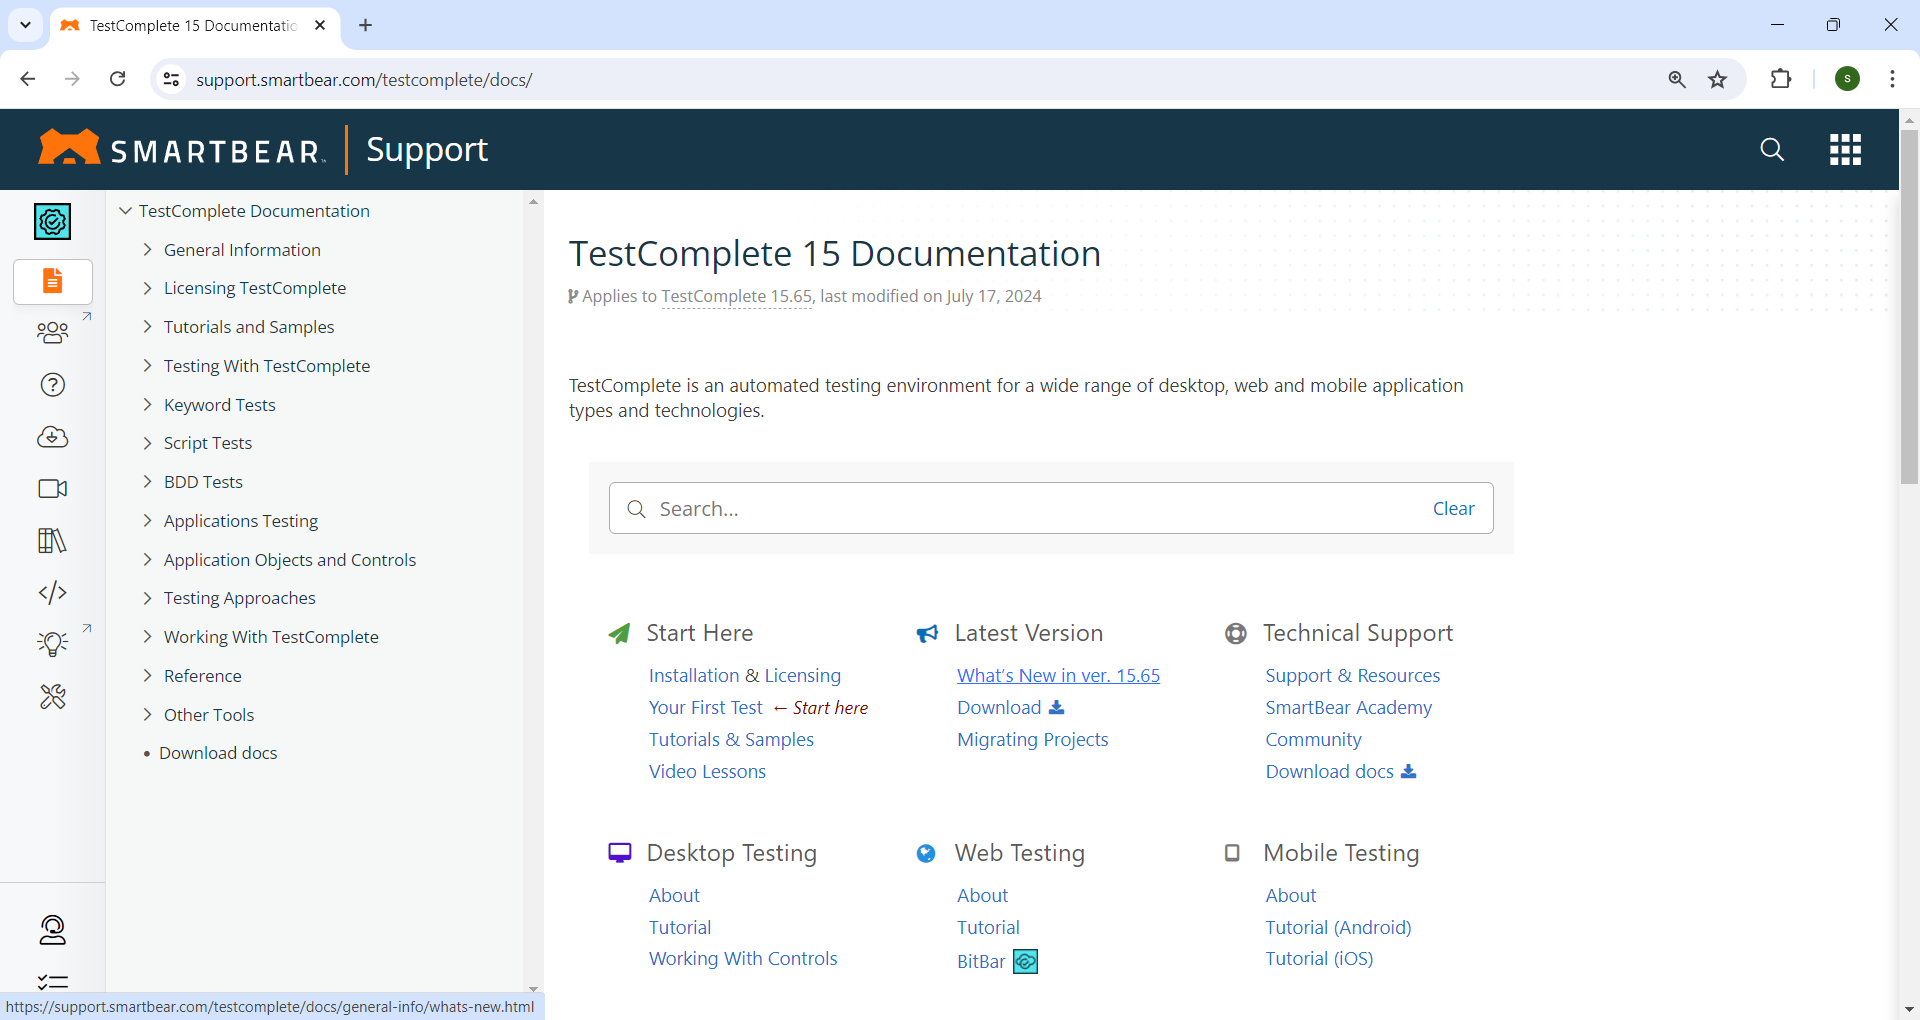 TestComplete 15 Documentatio
support.smartbear.com/testcomplete/docs/
S
SMARTBEAR™ Support
TestComplete Documentation
General Information
Licensing TestComplete
Tutorials and Samples
Testing With TestComplete
Keyword Tests
Script Tests
BDD Tests
Applications Testing
Application Objects and Controls
Testing Approaches
Working With TestComplete
Reference
Other Tools
• Download docs
TestComplete 15 Documentation
Applies to TestComplete 15.65, last modified on July 17, 2024
TestComplete is an automated testing environment for a wide range of desktop, web and mobile application
types and technologies.
Search...
Clear
Start Here
Installation & Licensing
Your First Test ← Start here
Tutorials & Samples
Video Lessons
Latest Version
What's New in ver. 15.65
Download
Migrating Projects
Technical Support
Support & Resources
SmartBear Academy
Community
Download docs
Desktop Testing
About
Tutorial
Working With Controls
Web Testing
About
Tutorial
BitBar
Mobile Testing
About
Tutorial (Android)
Tutorial (iOS)
https://support.smartbear.com/testcomplete/docs/general-info/whats-new.html